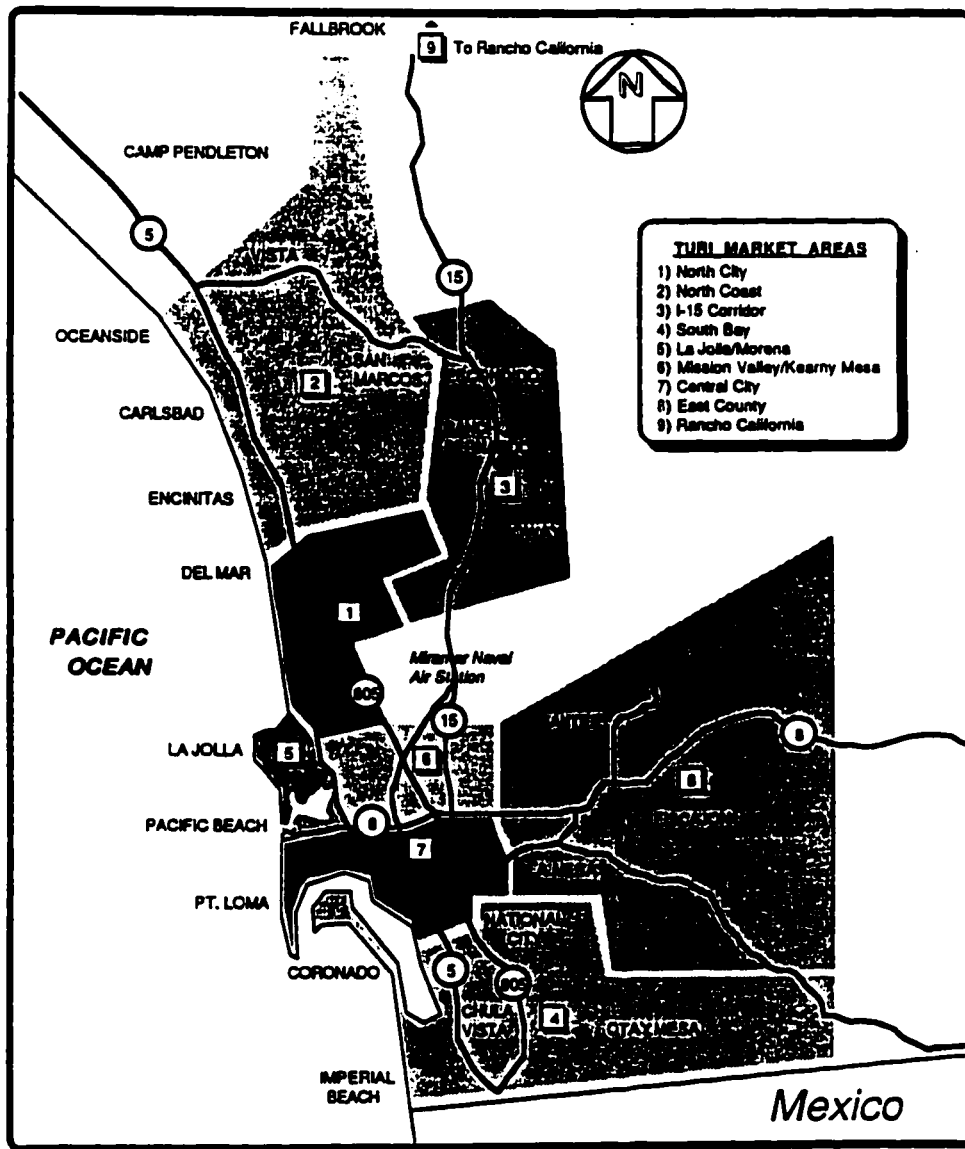 FALLBROOK
9 To Rancho California
N
CAMP PENDLETON
5
VISTA
15
TURI MARKET AREAS
1) North City
2) North Coast
3) I-15 Corridor
4) South Bay
5) La Jolla/Morena
6) Mission Valley/Kearny Mesa
7) Central City
8) East County
9) Rancho California
OCEANSIDE
SAN
MARCOS
2
CARLSBAD
3
ENCINITAS
DEL MAR
1
PACIFIC
OCEAN
Miramar Naval
Air Station
805
15
LA JOLLA
5
6
8
8
PACIFIC BEACH
8
7
LA MESA
PT. LOMA
NATIONAL
CITY
CORONADO
5
805
CHULA
VISTA
4
OTAY MESA
IMPERIAL
BEACH
Mexico